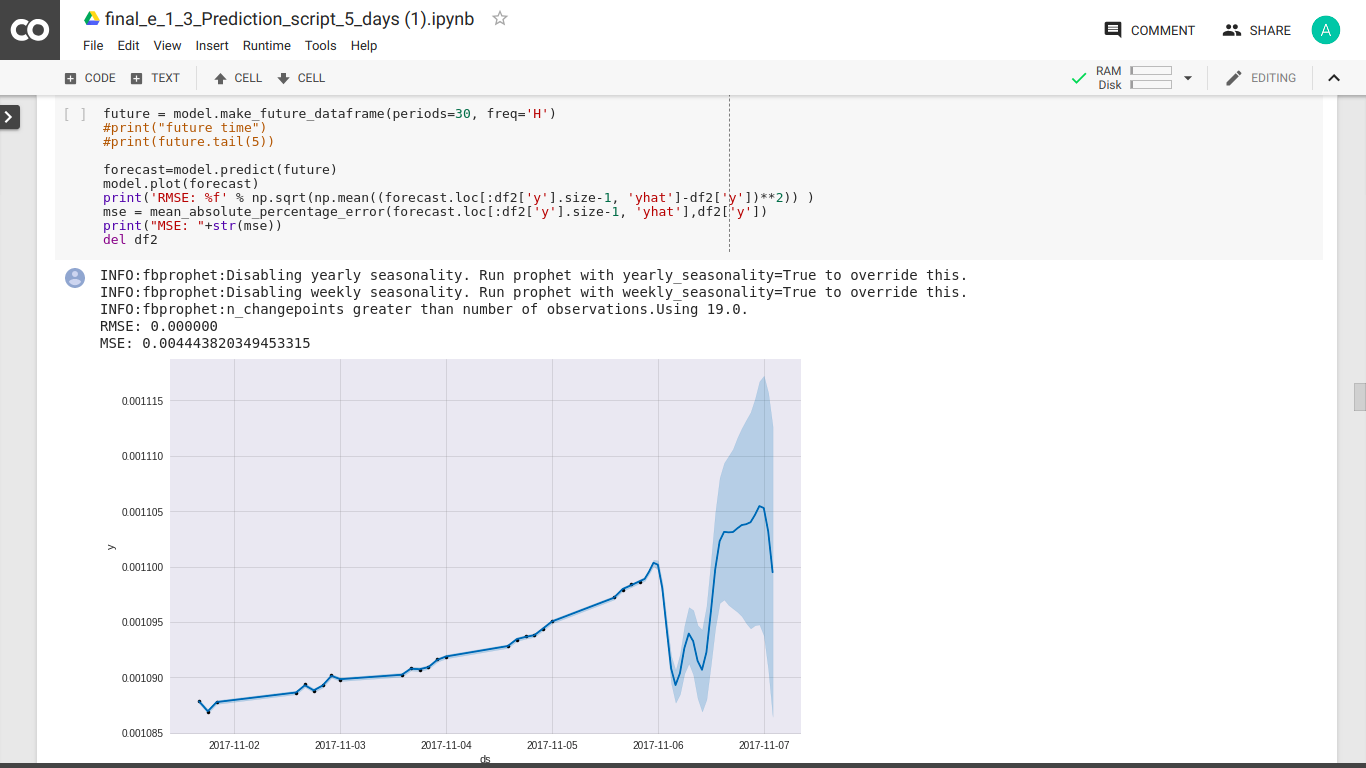 CO
final_e_1_3_Prediction_script_5_days (1).ipynb
COMMENT
SHARE
A
File Edit View Insert Runtime Tools Help
CODE TEXT CELL CELL
RAM
Disk
EDITING
[ ]
future = model.make_future_dataframe(periods=30, freq='H')
#print("future time")
#print(future.tail(5))
forecast=model.predict(future)
model.plot(forecast)
print('RMSE: %f' % np.sqrt(np.mean((forecast.loc[:df2['y'].size-1, 'yhat']-df2['y'])**2)) )
mse = mean_absolute_percentage_error(forecast.loc[:df2['y'].size-1, 'yhat'],df2['y'])
print("MSE: "+str(mse))
del df2
INFO:fbprophet:Disabling yearly seasonality. Run prophet with yearly_seasonality=True to override this.
INFO:fbprophet:Disabling weekly seasonality. Run prophet with weekly_seasonality=True to override this.
INFO:fbprophet:n_changepoints greater than number of observations.Using 19.0.
RMSE: 0.000000
MSE: 0.004443820349453315
0.001115
0.001110
0.001105
y
0.001100
0.001095
0.001090
0.001085
2017-11-02 2017-11-03 2017-11-04 2017-11-05 2017-11-06 2017-11-07
ds